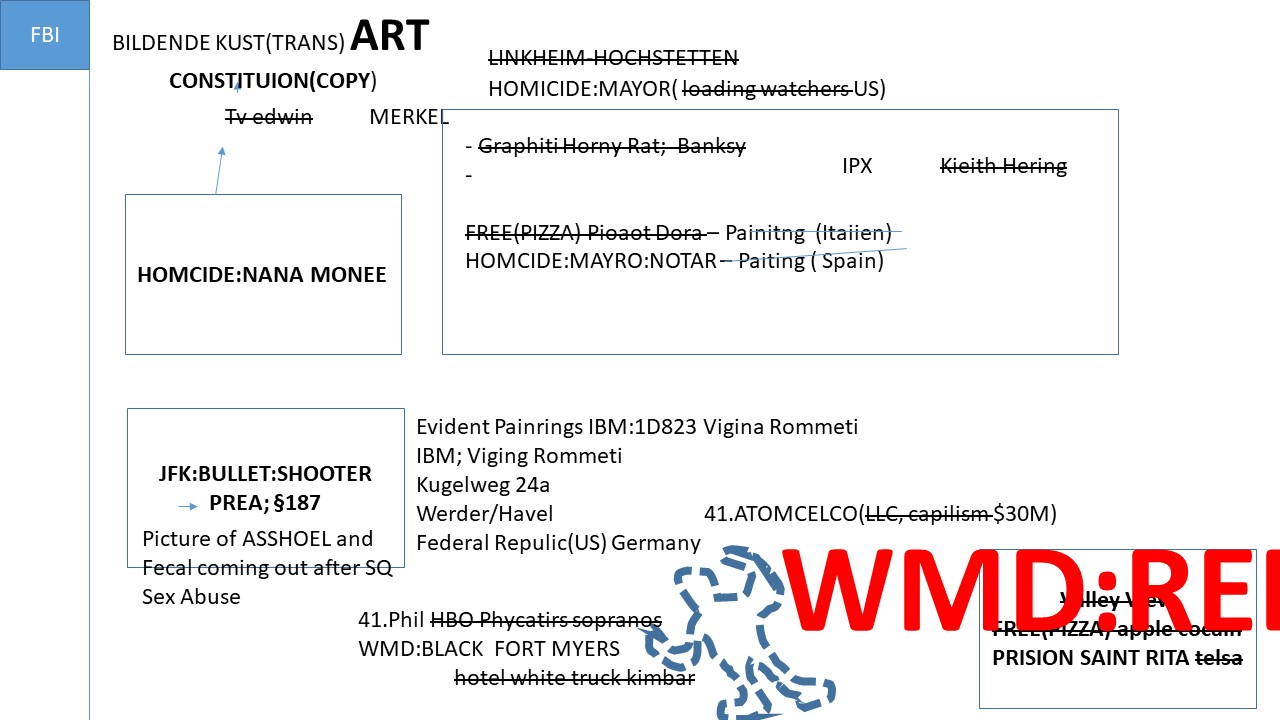 FBI
BILDENDE KUST(TRANS) ART
CONSTITUION(COPY)
Tv edwin MERKEL
LINKHEIM-HOCHSTETTEN
HOMICIDE:MAYOR( loading watchers US)
- Graphiti Horny Rat; Banksy
-
IPX Kieith Hering
FREE(PIZZA) Pioaot Dora – Painitng (Itaiien)
HOMCIDE:MAYRO:NOTAR – Paiting ( Spain)
HOMCIDE:NANA MONEE
JFK:BULLET:SHOOTER
PREA; §187
Picture of ASSHOEL and
Fecal coming out after SQ
Sex Abuse
Evident Painrings IBM:1D823 Vigina Rommeti
IBM; Viging Rommeti
Kugelweg 24a
Werder/Havel
Federal Repulic(US) Germany
41.ATOMCELCO(LLC, capilism $30M)
41.Phil HBO Phycatirs sopranos
WMD:BLACK FORT MYERS
hotel white truck kimbar
WMD:REI
Valley View
FREE(PIZZA) apple cocain
PRISION SAINT RITA telsa